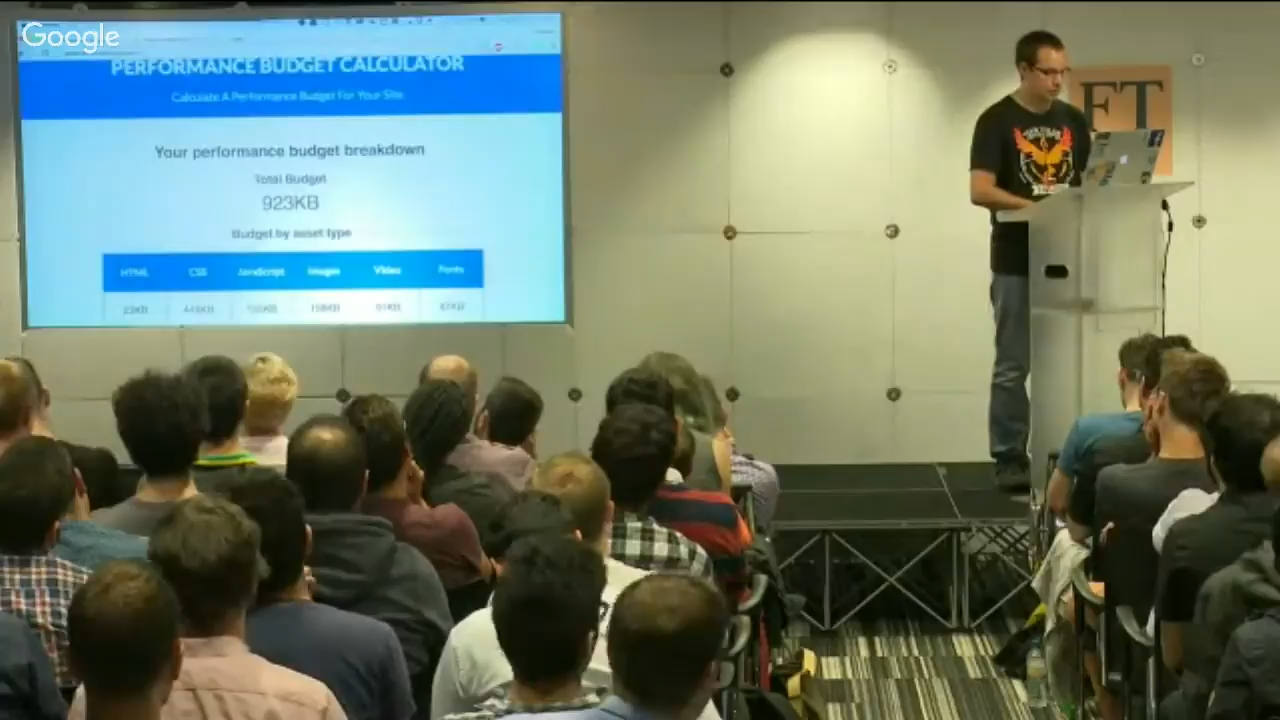 Google
PERFORMANCE BUDGET CALCULATOR
Calculate A Performance Budget For Your Site.
Your performance budget breakdown
Total Budget
923KB
Budget by asset type
HTML CSS JavaScript Images Video Fonts
FT